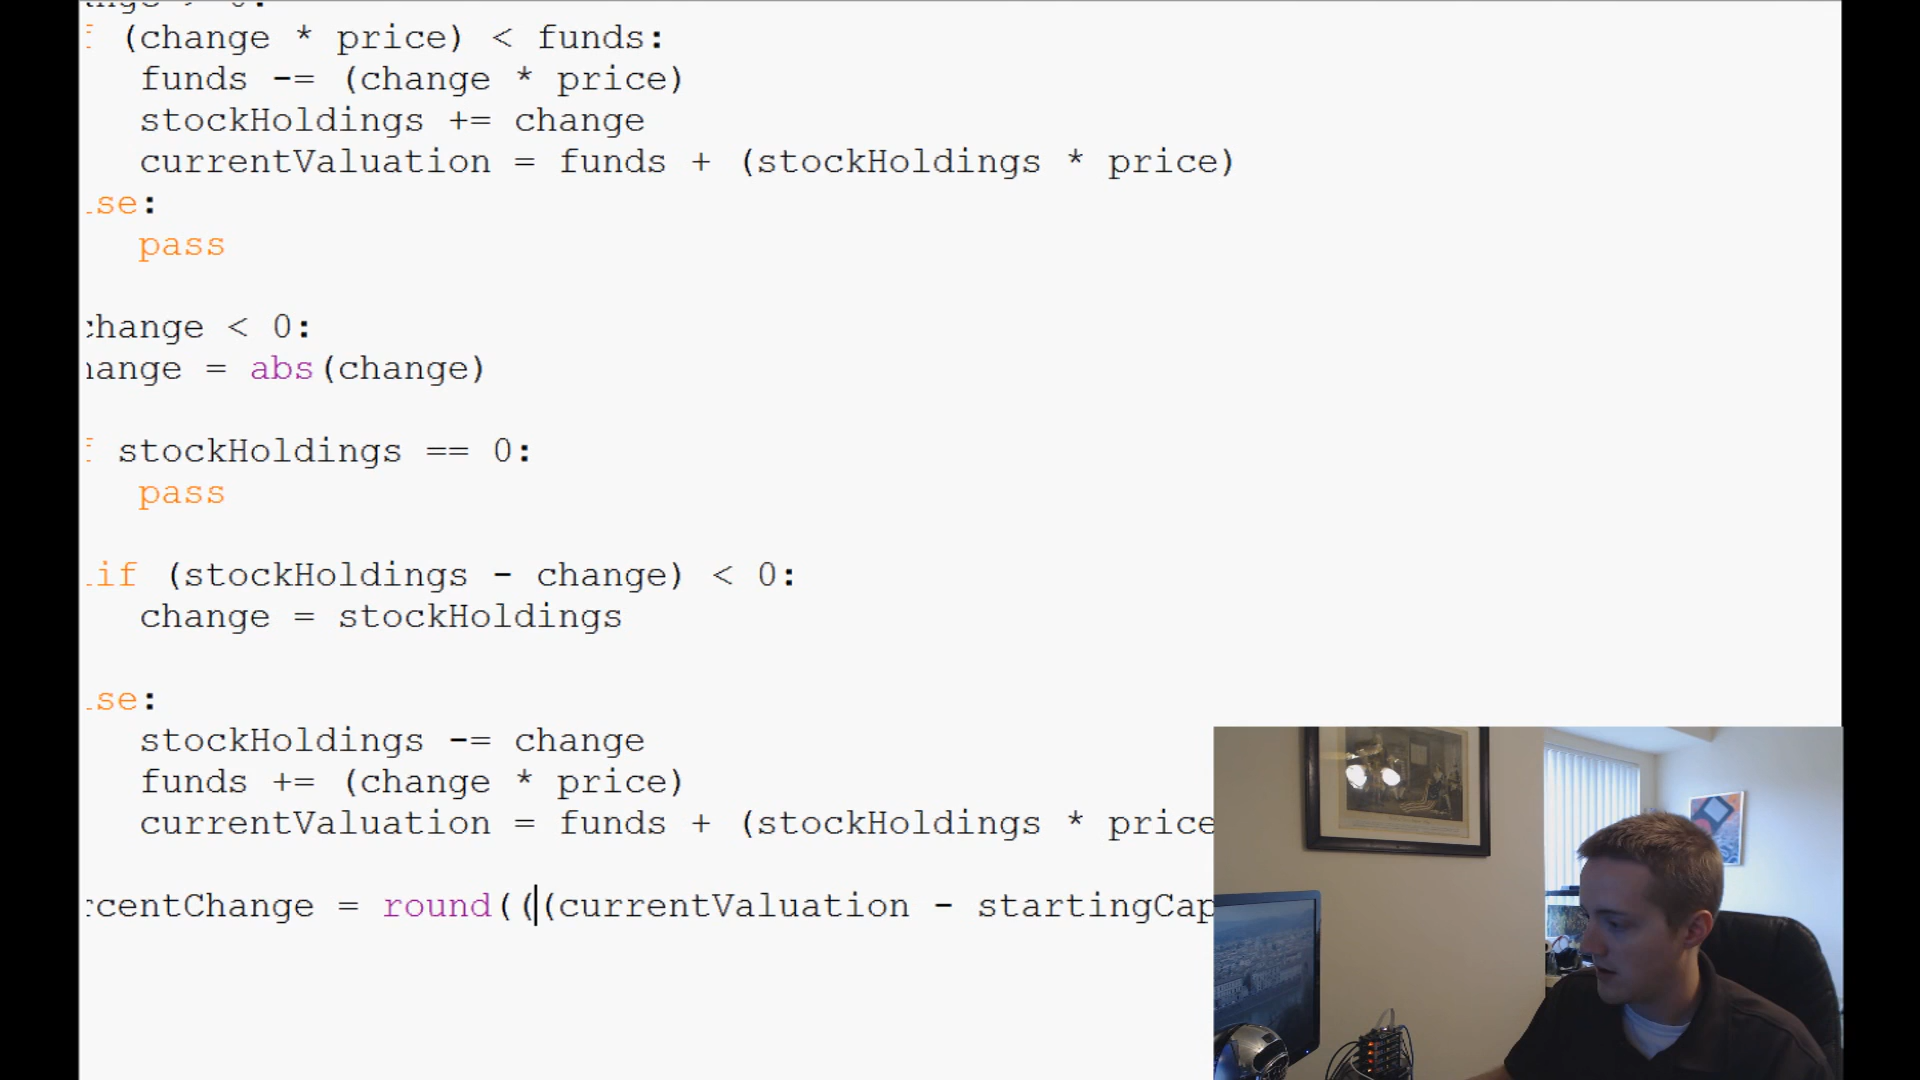 (change * price) < funds:
funds -= (change * price)
stockHoldings += change
currentValuation = funds + (stockHoldings * price)
se:
pass
change < 0:
hange = abs(change)
stockHoldings == 0:
pass
if (stockHoldings - change) < 0:
change = stockHoldings
se:
stockHoldings -= change
funds += (change * price)
currentValuation = funds + (stockHoldings * price
rcentChange = round(((currentValuation - startingCap